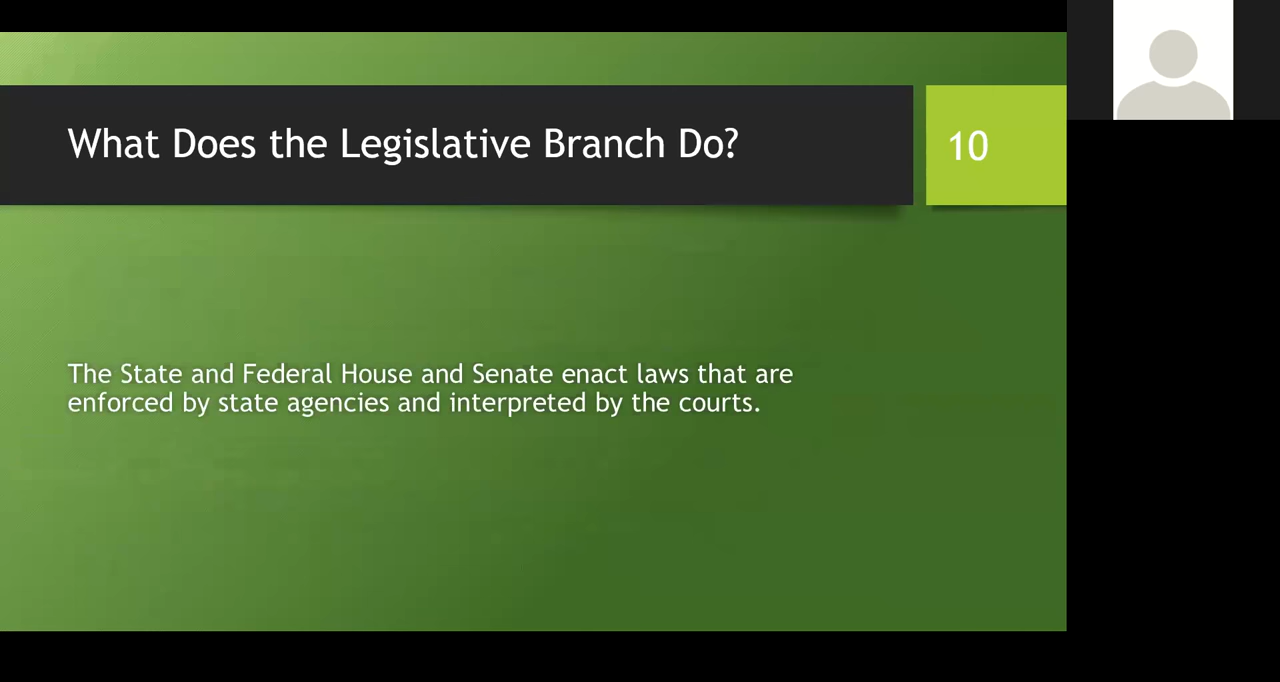 What Does the Legislative Branch Do?
10
The State and Federal House and Senate enact laws that are
enforced by state agencies and interpreted by the courts.